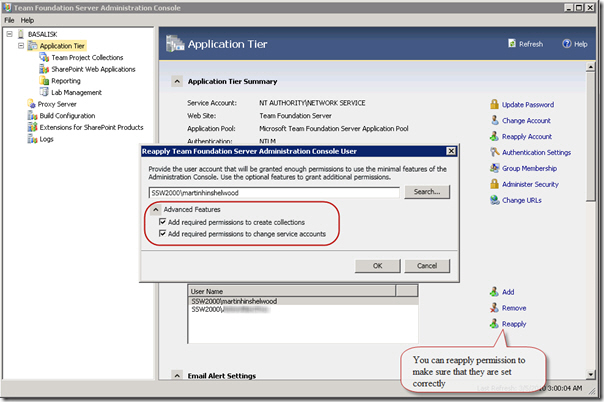 Team Foundation Server Administration Console
File Help
BASALISK
Application Tier
Team Project Collections
SharePoint Web Applications
Reporting
Lab Management
Proxy Server
Build Configuration
Extensions for SharePoint Products
Logs
Application Tier
Refresh
Help
Application Tier Summary
Service Account: NT AUTHORITY\NETWORK SERVICE
Web Site: Team Foundation Server
Application Pool: Microsoft Team Foundation Server Application Pool
Authentication: NTLM
Update Password
Change Account
Reapply Account
Authentication Settings
Group Membership
Administer Security
Change URLs
Reapply Team Foundation Server Administration Console User
Provide the user account that will be granted enough permissions to use the minimal features of the
Administration Console. Use the optional features to grant additional permissions.
SSW2000\martinhinshelwood
Search...
Advanced Features
Add required permissions to create collections
Add required permissions to change service accounts
OK
Cancel
User Name
SSW2000\martinhinshelwood
SSW2000\
Add
Remove
Reapply
You can reapply permission to
make sure that they are set
correctly
Email Alert Settings
3:00:04 AM